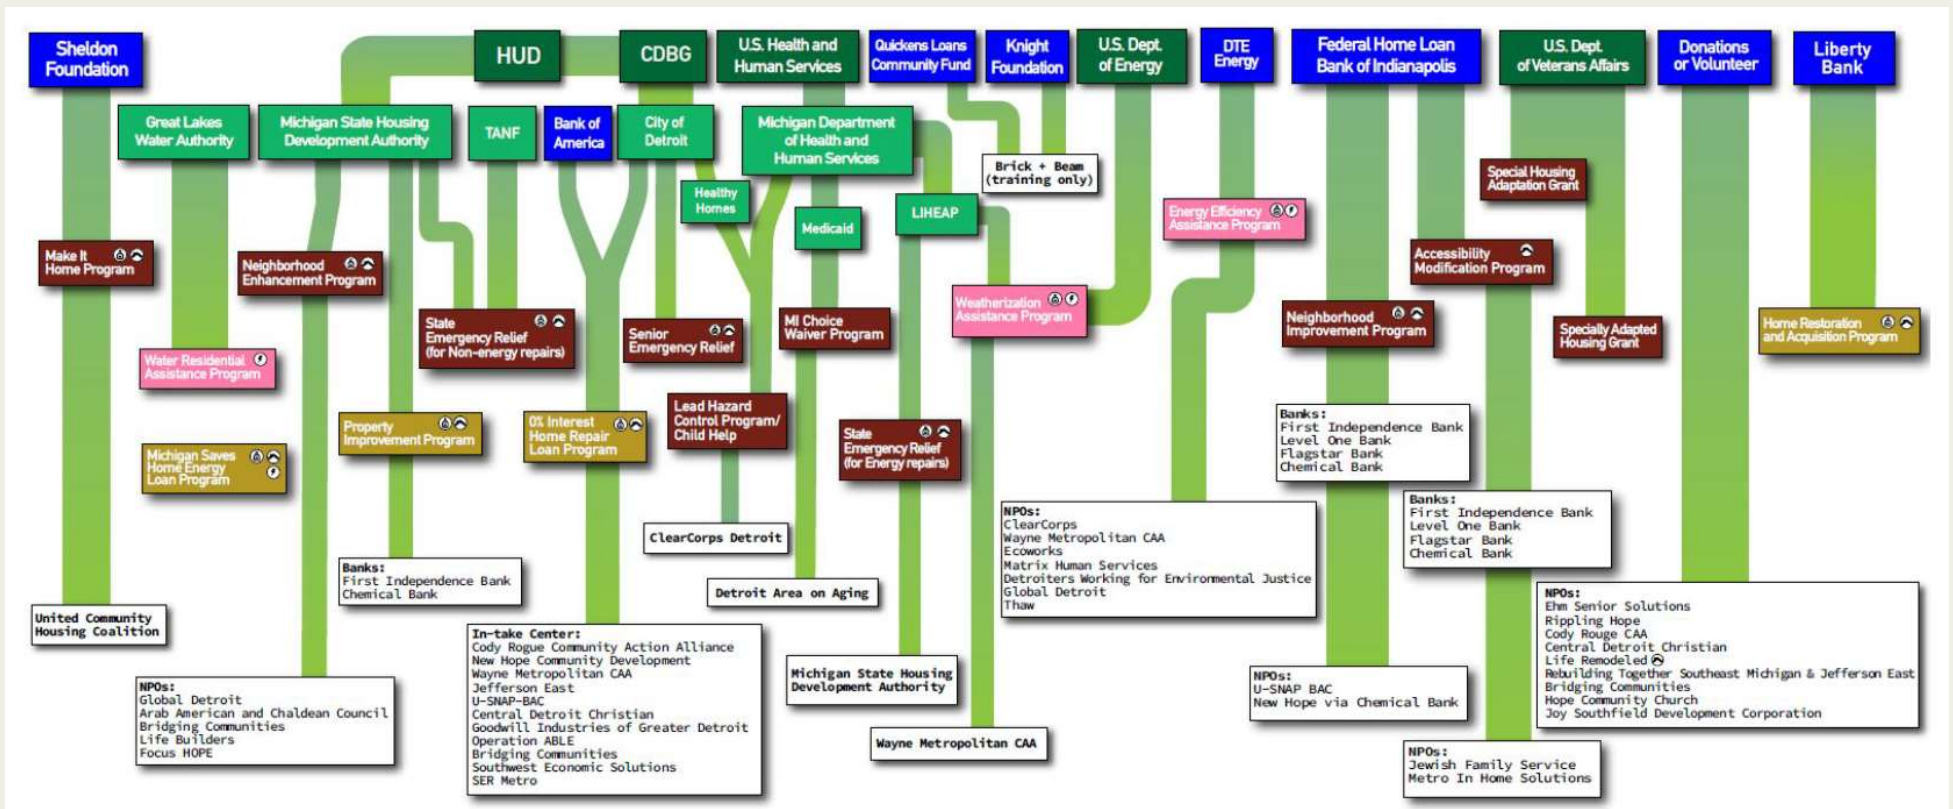 Sheldon
Foundation
HUD
CDBG
U.S. Health and
Human Services
Quickens Loans
Community Fund
Knight
Foundation
U.S. Dept.
of Energy
DTE
Energy
Federal Home Loan
Bank of Indianapolis
U.S. Dept.
of Veterans Affairs
Donations
or Volunteer
Liberty
Bank
Great Lakes
Water Authority
Michigan State Housing
Development Authority
TANF
Bank of
America
City of
Detroit
Michigan Department
of Health and
Human Services
Brick + Beam
(training only)
Healthy
Homes
Medicaid
LIHEAP
Energy Efficiency
Assistance Program
Special Housing
Adaptation Grant
Make It
Home Program
Neighborhood
Enhancement Program
Accessibility
Modification Program
State
Emergency Relief
(for Non-energy repairs)
Senior
Emergency Relief
MI Choice
Waiver Program
Weatherization
Assistance Program
Neighborhood
Improvement Program
Specially Adapted
Housing Grant
Home Restoration
and Acquisition Program
Water Residential
Assistance Program
Michigan Saves
Home Energy
Loan Program
Property
Improvement Program
0% Interest
Home Repair
Loan Program
Lead Hazard
Control Program/
Child Help
State
Emergency Relief
(for Energy repairs)
Banks:
First Independence Bank
Level One Bank
Flagstar Bank
Chemical Bank
Banks:
First Independence Bank
Level One Bank
Flagstar Bank
Chemical Bank
NPOs:
ClearCorps
Wayne Metropolitan CAA
Ecoworks
Matrix Human Services
Detroiters Working for Environmental Justice
Global Detroit
Thaw
ClearCorps Detroit
Banks:
First Independence Bank
Chemical Bank
Detroit Area on Aging
United Community
Housing Coalition
In-take Center:
Cody Rogue Community Action Alliance
New Hope Community Development
Wayne Metropolitan CAA
Jefferson East
U-SNAP-BAC
Central Detroit Christian
Goodwill Industries of Greater Detroit
Operation ABLE
Bridging Communities
Southwest Economic Solutions
SER Metro
NPOs:
Ehm Senior Solutions
Rippling Hope
Cody Rouge CAA
Central Detroit Christian
Life Remodeled
Rebuilding Together Southeast Michigan & Jefferson East
Bridging Communities
Hope Community Church
Joy Southfield Development Corporation
NPOs:
Global Detroit
Arab American and Chaldean Council
Bridging Communities
Life Builders
Focus HOPE
Michigan State Housing
Development Authority
NPOs:
U-SNAP BAC
New Hope via Chemical Bank
Wayne Metropolitan CAA
NPOs:
Jewish Family Service
Metro In Home Solutions